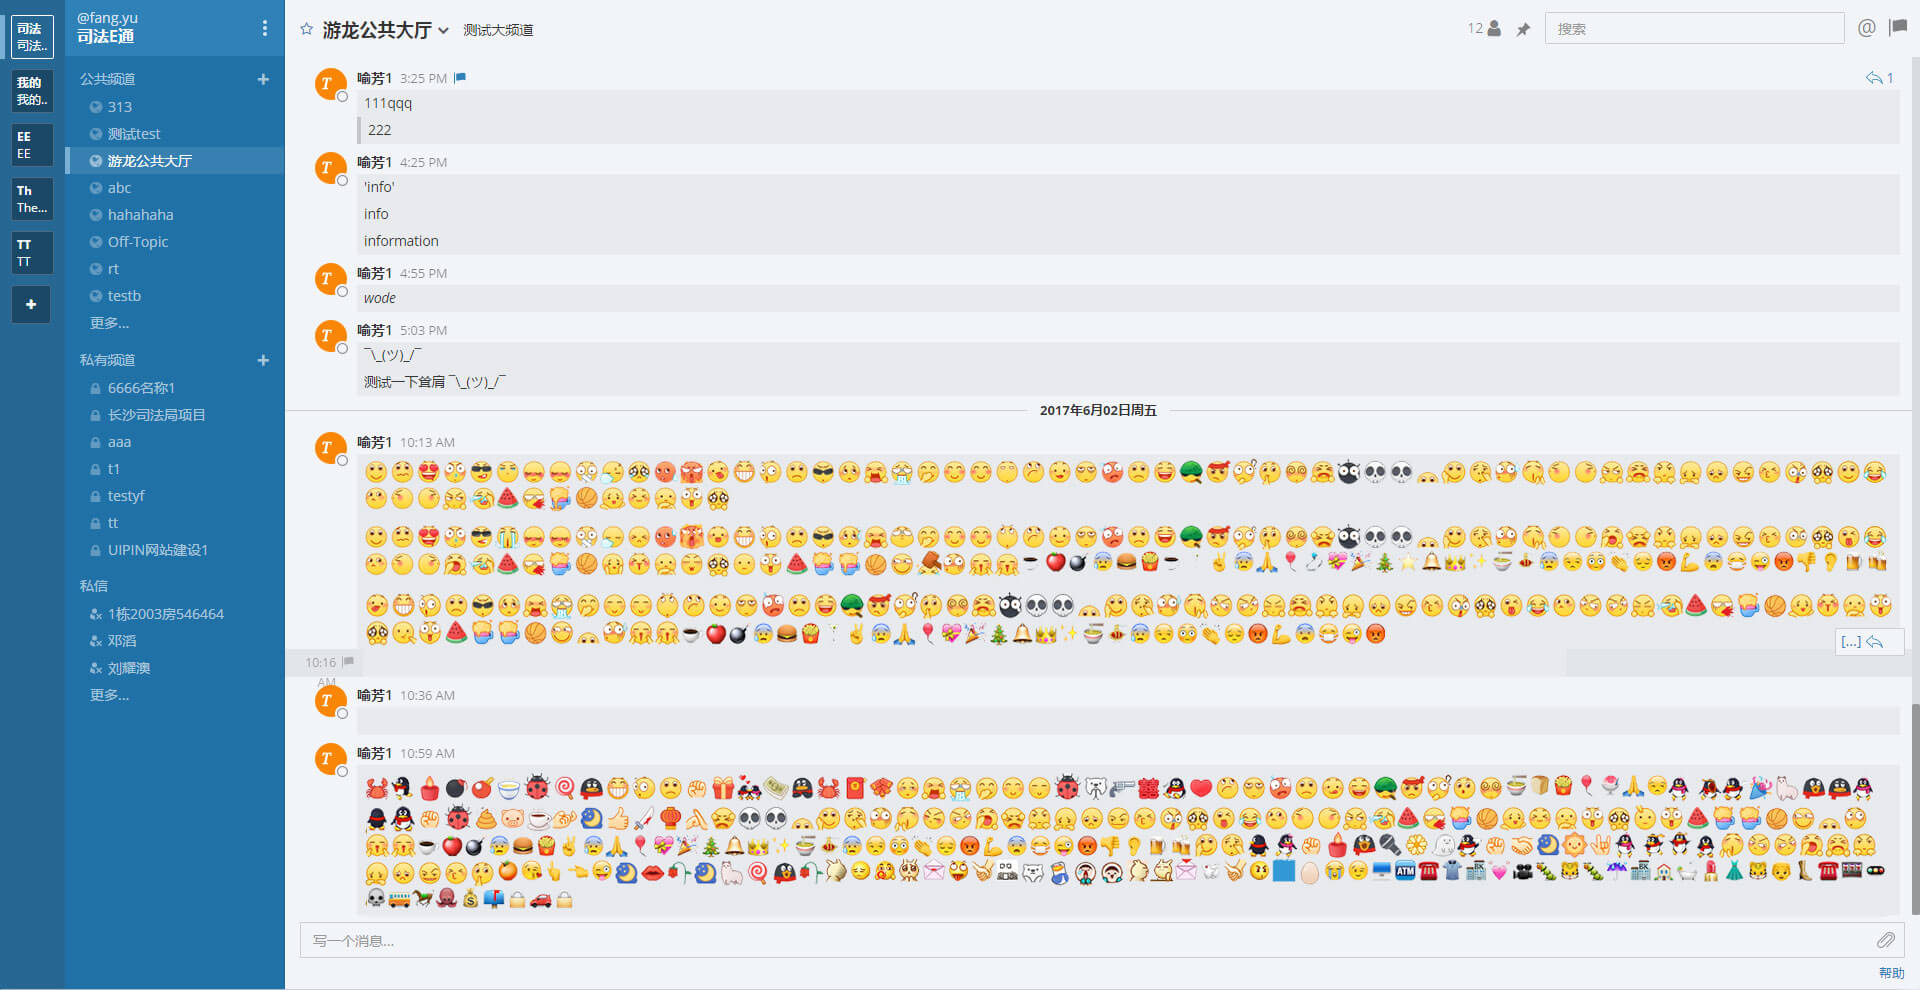 司法
司法..
我的
我的..
EE
EE
Th
The...
TT
TT
+
@fang.yu
司法E通
公共频道 +
313
测试test
游龙公共大厅
abc
hahahaha
Off-Topic
rt
testb
更多...
私有频道 +
6666名称1
长沙司法局项目
aaa
t1
testyf
tt
UIPIN网站建设1
私信
1栋2003房546464
邓滔
刘耀澳
更多...
游龙公共大厅 测试大频道
12
搜索
@
喻芳1 3:25 PM
1
111qqq
222
喻芳1 4:25 PM
'info'
info
information
喻芳1 4:55 PM
wode
喻芳1 5:03 PM
¯\_(ツ)_/¯
测试一下耸肩 ¯\_(ツ)_/¯
2017年6月02日周五
喻芳1 10:13 AM
[...]
10:16
AM
喻芳1 10:36 AM
喻芳1 10:59 AM
写一个消息...
帮助